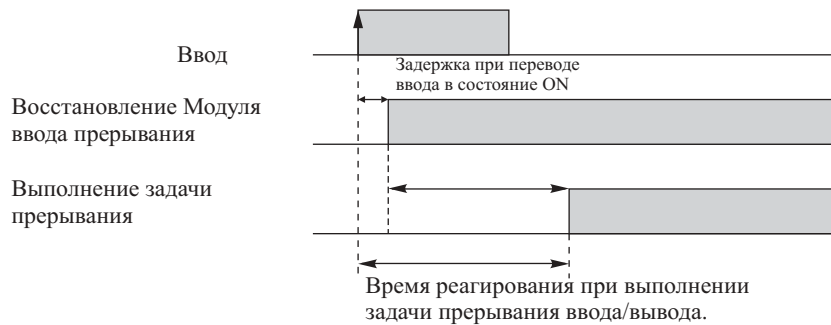 Ввод
Задержка при переводе
ввода в состояние ON
Восстановление Модуля
ввода прерывания
Выполнение задачи
прерывания
Время реагирования при выполнении
задачи прерывания ввода/вывода.